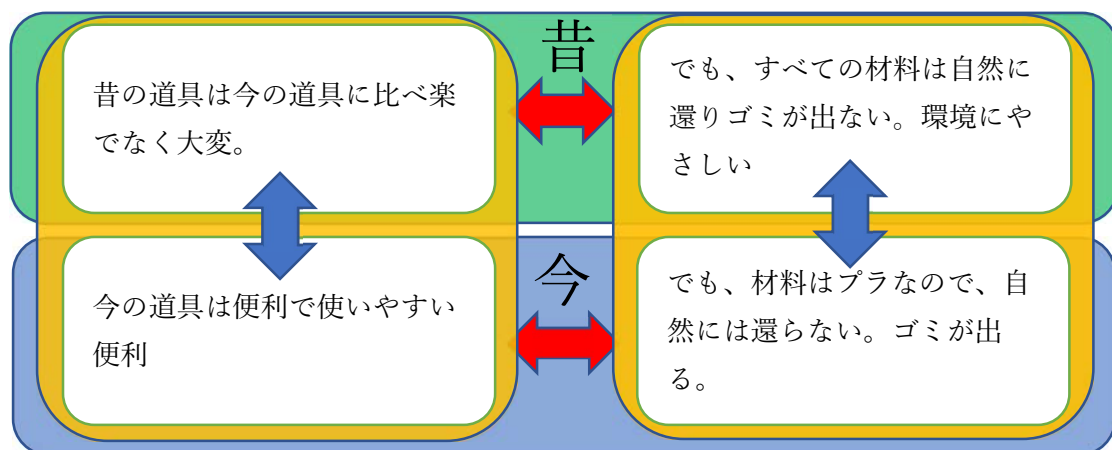 昔
昔の道具は今の道具に比べ楽
でなく大変。
でも、すべての材料は自然に
還りゴミが出ない。環境にや
さしい
今
今の道具は便利で使いやすい
便利
でも、材料はプラなので、自
然には還らない。ゴミが出
る。